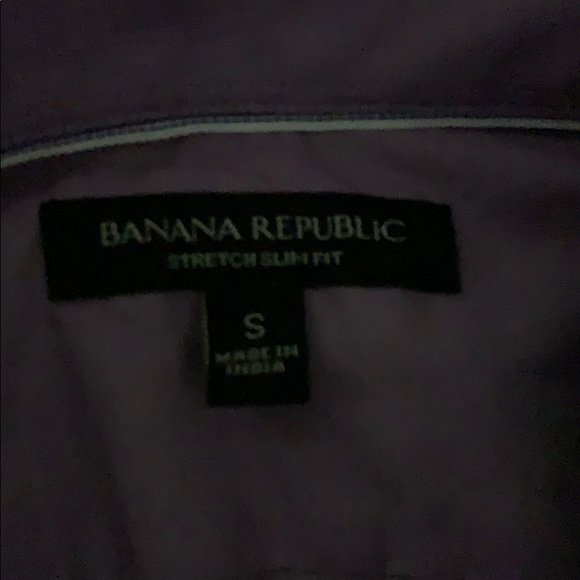 BANANA REPUBLIC
STRETCH SLIM FIT
S
MADE IN
INDIA